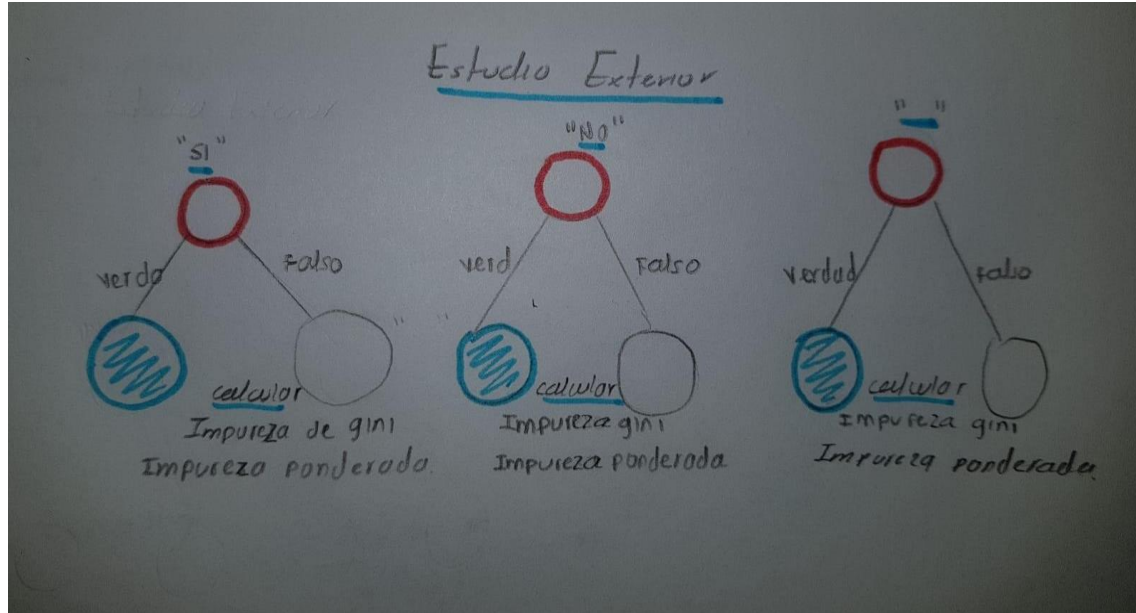 Estudio Exterior
"SI"
verda
Falso
calcular
Impureza de gini
Impureza ponderada.
"NO"
verd
Falso
calcular
Impureza gini
Impureza ponderada
" "
verdad
falso
calcular
Impureza gini
Impureza ponderada.